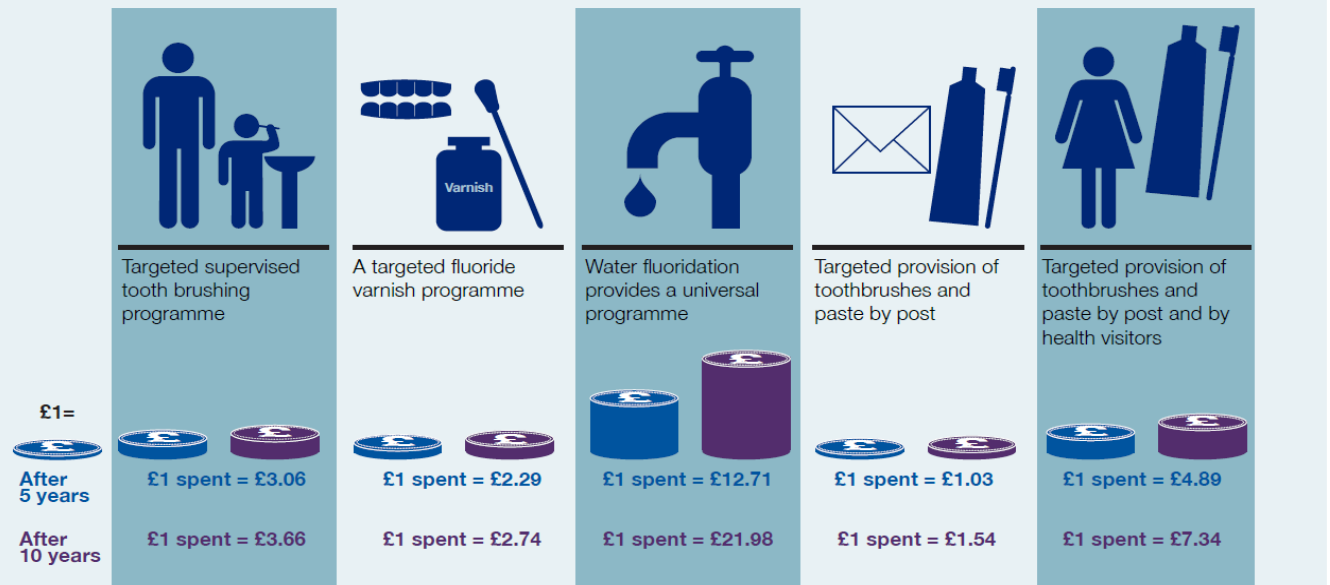 Varnish
Targeted supervised
tooth brushing
programme
A targeted fluoride
varnish programme
Water fluoridation
provides a universal
programme
Targeted provision of
toothbrushes and
paste by post
Targeted provision of
toothbrushes and
paste by post and by
health visitors
£1=
£
£
£
£
£
£
£
£
£
£
£
After
5 years
£1 spent = £3.06
£1 spent = £2.29
£1 spent = £12.71
£1 spent = £1.03
£1 spent = £4.89
After
10 years
£1 spent = £3.66
£1 spent = £2.74
£1 spent = £21.98
£1 spent = £1.54
£1 spent = £7.34